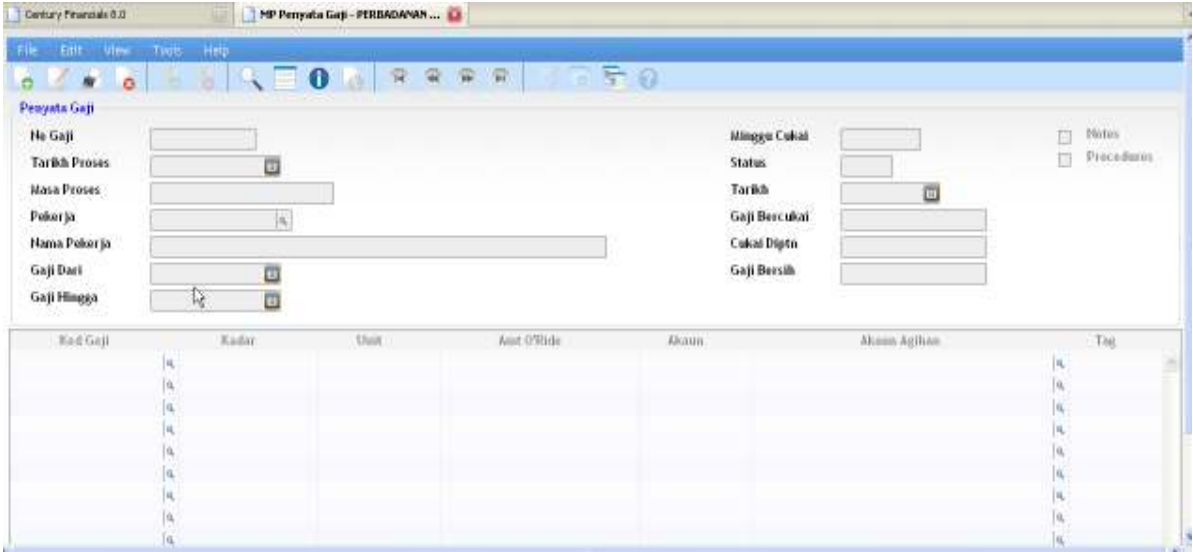 Century Financials 8.0
MP Penyata Gaji - PERBADANAN ...
File Edit View Tools Help
Penyata Gaji
No Gaji
Minggu Cukai
Notes
Tarikh Proses
Status
Procedures
Masa Proses
Tarikh
Pekerja
Gaji Bercukai
Nama Pekerja
Cukai Diptn
Gaji Dari
Gaji Bersih
Gaji Hingga
Kod Gaji Kadar Unit Amt O'Ride Akaun Akaun Agihan Tag